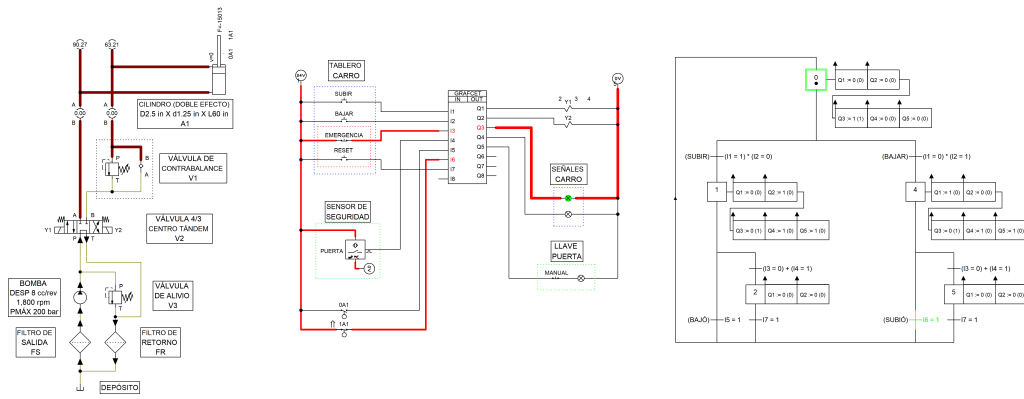 90.27
63.21
v=0
F=-15013
0A1
1A1
A
A
0.00
0.00
B
B
CILINDRO (DOBLE EFECTO)
D2.5 in X d1.25 in X L60 in
A1
P
B
T
A
VÁLVULA DE
CONTRABALANCE
V1
A
B
Y1
Y2
P
T
VÁLVULA 4/3
CENTRO TÁNDEM
V2
BOMBA
DESP 8 cc/rev
1,800 rpm
PMÁX 200 bar
P
T
VÁLVULA
DE ALIVIO
V3
FILTRO DE
SALIDA
FS
FILTRO DE
RETORNO
FR
DEPÓSITO
TABLERO
CARRO
24V
SUBIR
BAJAR
EMERGENCIA
RESET
GRAFCET
IN OUT
I1
I2
I3
I4
I5
I6
I7
I8
Q1
Q2
Q3
Q4
Q5
Q6
Q7
Q8
2 Y1 3 4
Y2
0V
SEÑALES
CARRO
SENSOR DE
SEGURIDAD
PUERTA
2
LLAVE
PUERTA
MANUAL
0A1
1A1
0
Q1 := 0 (0)
Q2 := 0 (0)
Q3 := 1 (1)
Q4 := 0 (0)
Q5 := 0 (0)
(SUBIR)
(I1 = 1) * (I2 = 0)
(BAJAR)
(I1 = 0) * (I2 = 1)
1
Q1 := 0 (0)
Q2 := 1 (0)
4
Q1 := 1 (0)
Q2 := 0 (0)
Q3 := 0 (1)
Q4 := 1 (0)
Q5 := 1 (0)
Q3 := 0 (1)
Q4 := 1 (0)
Q5 := 1 (0)
(I3 = 0) + (I4 = 1)
(I3 = 0) + (I4 = 1)
2
Q1 := 0 (0)
Q2 := 0 (0)
5
Q1 := 0 (0)
Q2 := 0 (0)
(BAJÓ)
I5 = 1
I7 = 1
(SUBIÓ)
I6 = 1
I7 = 1